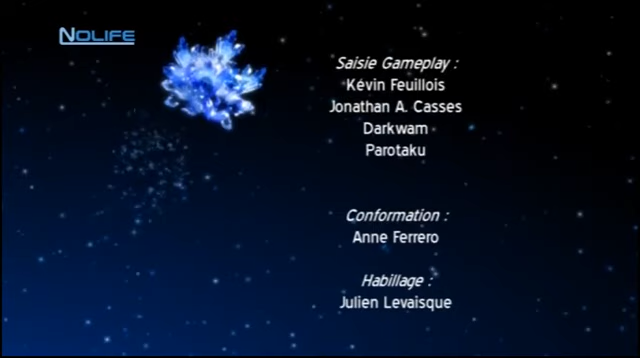 NOLIFE
Saisie Gameplay :
Kévin Feuillois
Jonathan A. Casses
Darkwam
Parotaku
Conformation :
Anne Ferrero
Habillage :
Julien Levaisque